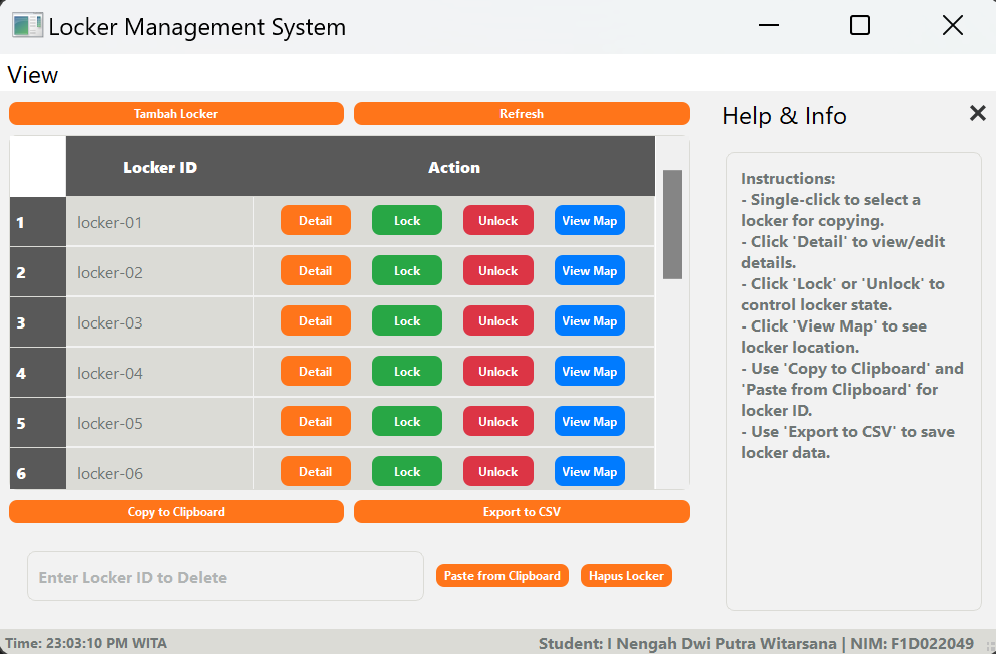 Locker Management System
View
Tambah Locker Refresh
Help & Info
Locker ID Action
1 locker-01 Detail Lock Unlock View Map
2 locker-02 Detail Lock Unlock View Map
3 locker-03 Detail Lock Unlock View Map
4 locker-04 Detail Lock Unlock View Map
5 locker-05 Detail Lock Unlock View Map
6 locker-06 Detail Lock Unlock View Map
Copy to Clipboard Export to CSV
Enter Locker ID to Delete Paste from Clipboard Hapus Locker
Instructions:
- Single-click to select a
locker for copying.
- Click 'Detail' to view/edit
details.
- Click 'Lock' or 'Unlock' to
control locker state.
- Click 'View Map' to see
locker location.
- Use 'Copy to Clipboard' and
'Paste from Clipboard' for
locker ID.
- Use 'Export to CSV' to save
locker data.
Time: 23:03:10 PM WITA
Student: I Nengah Dwi Putra Witarsana | NIM: F1D022049